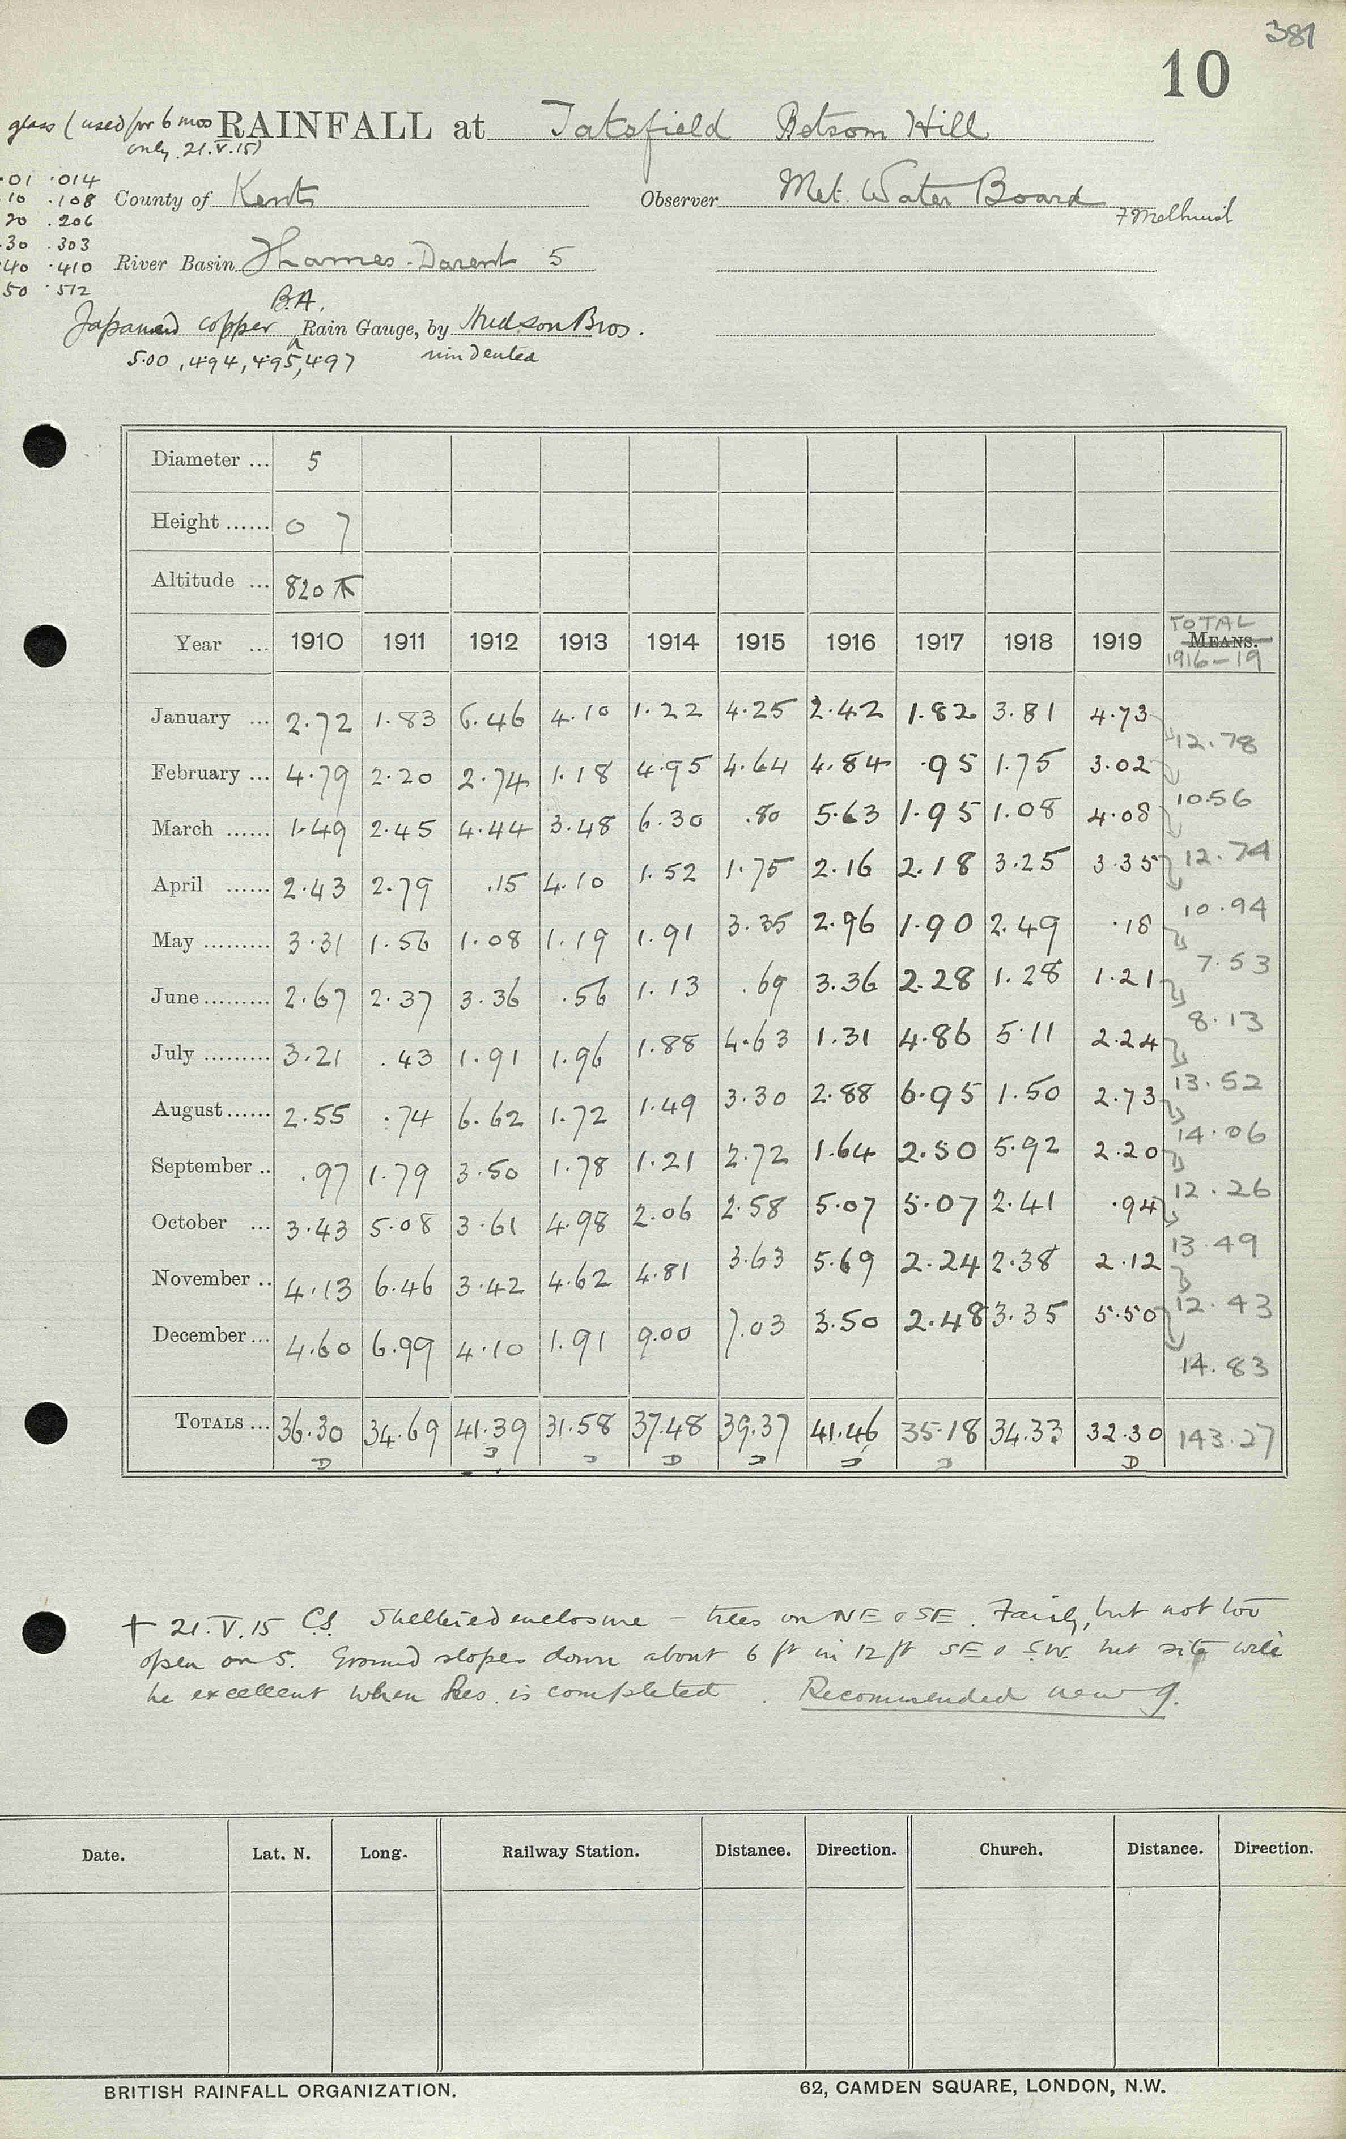 381
10
glass (used for 6 mos only 21.V.15)
RAINFALL at Tatsfield Betsom Hill
.01 .014
10 .108
20 .206
.30 .303
.40 .410
50 .512
County of Kent
Observer Met. Water Board
River Basin Thames - Darent 5
B.A.
Japanned copper Rain Gauge, by Hudson Bros.
5.00, .494, .495, .497 undented
Diameter ... 5
Height ...... 0 7
Altitude ... 820
Year ... 1910 1911 1912 1913 1914 1915 1916 1917 1918 1919 MEANS. TOTAL 1916-19
January ... 2.72 1.83 6.46 4.10 1.22 4.25 2.42 1.82 3.81 4.73 12.78
February ... 4.79 2.20 2.74 1.18 4.95 4.64 4.84 .95 1.75 3.02 10.56
March ...... 1.49 2.45 4.44 3.48 6.30 .80 5.63 1.95 1.08 4.08 12.74
April ...... 2.43 2.79 .15 4.10 1.52 1.75 2.16 2.18 3.25 3.35 10.94
May ......... 3.31 1.56 1.08 1.19 1.91 3.35 2.96 1.90 2.49 .18 7.53
June ......... 2.67 2.37 3.36 .56 1.13 .69 3.36 2.28 1.28 1.21 8.13
July ......... 3.21 .43 1.91 1.96 1.88 4.63 1.31 4.86 5.11 2.24 13.52
August ...... 2.55 .74 6.62 1.72 1.49 3.30 2.88 6.95 1.50 2.73 14.06
September .. .97 1.79 3.50 1.78 1.21 2.72 1.64 2.50 5.92 2.20 12.26
October ... 3.43 5.08 3.61 4.98 2.06 2.58 5.07 5.07 2.41 .94 13.49
November .. 4.13 6.46 3.42 4.62 4.81 3.63 5.69 2.24 2.38 2.12 12.43
December ... 4.60 6.99 4.10 1.91 9.00 7.03 3.50 2.48 3.35 5.50 14.83
TOTALS ... 36.30 34.69 41.39 31.58 37.48 39.37 41.46 35.18 34.33 32.30 143.27
† 21.V.15 C.S. Sheltered enclosure - trees on NE & SE. Fairly, but not too
open on S. Ground slopes down about 6 ft in 12 ft SE & SW. but site will
be excellent when Res. is completed. Recommended new g.
Date. Lat. N. Long. Railway Station. Distance. Direction. Church. Distance. Direction.
BRITISH RAINFALL ORGANIZATION. 62, CAMDEN SQUARE, LONDON, N.W.